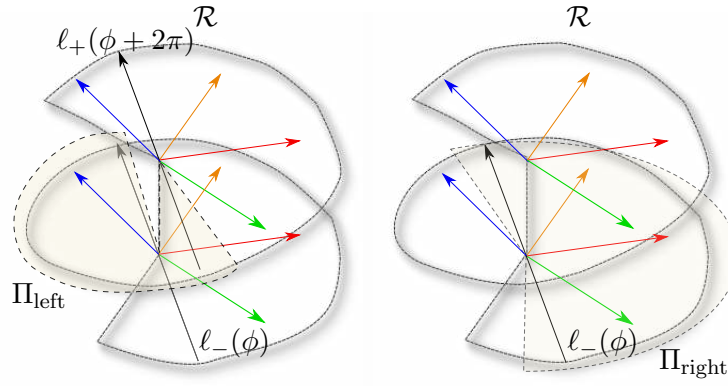 ℛ
ℓ₊(ϕ + 2π)
Π_left
ℓ₋(ϕ)
ℛ
ℓ₋(ϕ)
Π_right